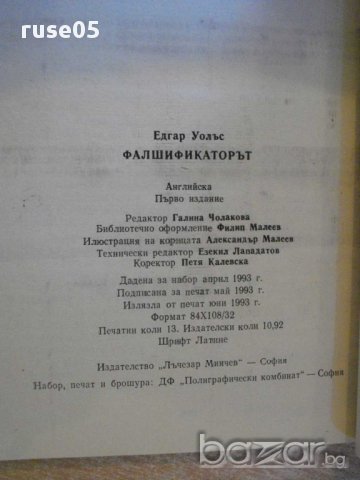 ruse05
Едгар Уолъс
ФАЛШИФИКАТОРЪТ
Английска
Първо издание
Редактор Галина Чолакова
Библиотечно оформление Филип Малеев
Илюстрация на корицата Александър Малеев
Технически редактор Езекил Лападатов
Коректор Петя Калевска
Дадена за набор април 1993 г.
Подписана за печат май 1993 г.
Излязла от печат юни 1993 г.
Формат 84X108/32
Печатни коли 13. Издателски коли 10,92
Шрифт Латине
Издателство „Лъчезар Минчев" — София
Набор, печат и брошура: ДФ „Полиграфически комбинат" — София
bazar.bg